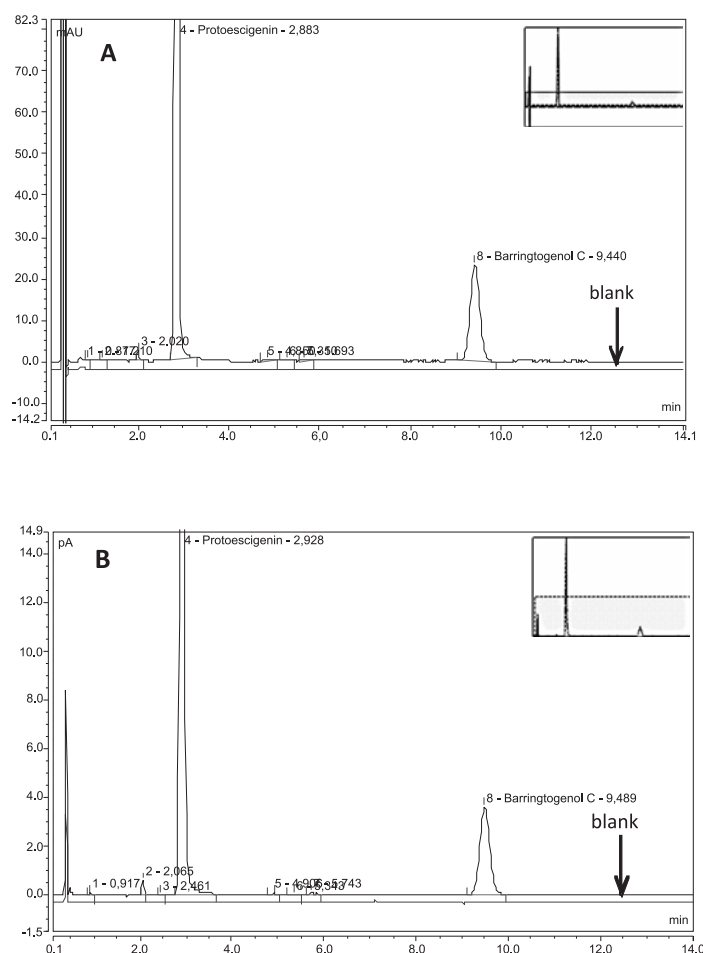 82.3
mAU
A
4 - Protoescigenin - 2,883
70.0
60.0
50.0
40.0
30.0
8 - Barringtogenol C - 9,440
blank
20.0
10.0
3 - 2,020
0.0
-10.0
-14.2
min
0.1
2.0
4.0
6,0
8.0
10.0
12.0
14.1
14.9
pA
B
4 - Protoescigenin - 2,928
14.0
12.0
10.0
8.0
6.0
4.0
8 - Barringtogenol C - 9,489
blank
2.0
1 - 0,917
2 - 2,065
3 - 2,461
0.0
-1,5
min
0.1
2.0
4.0
6.0
8.0
10.0
12.0
14.0